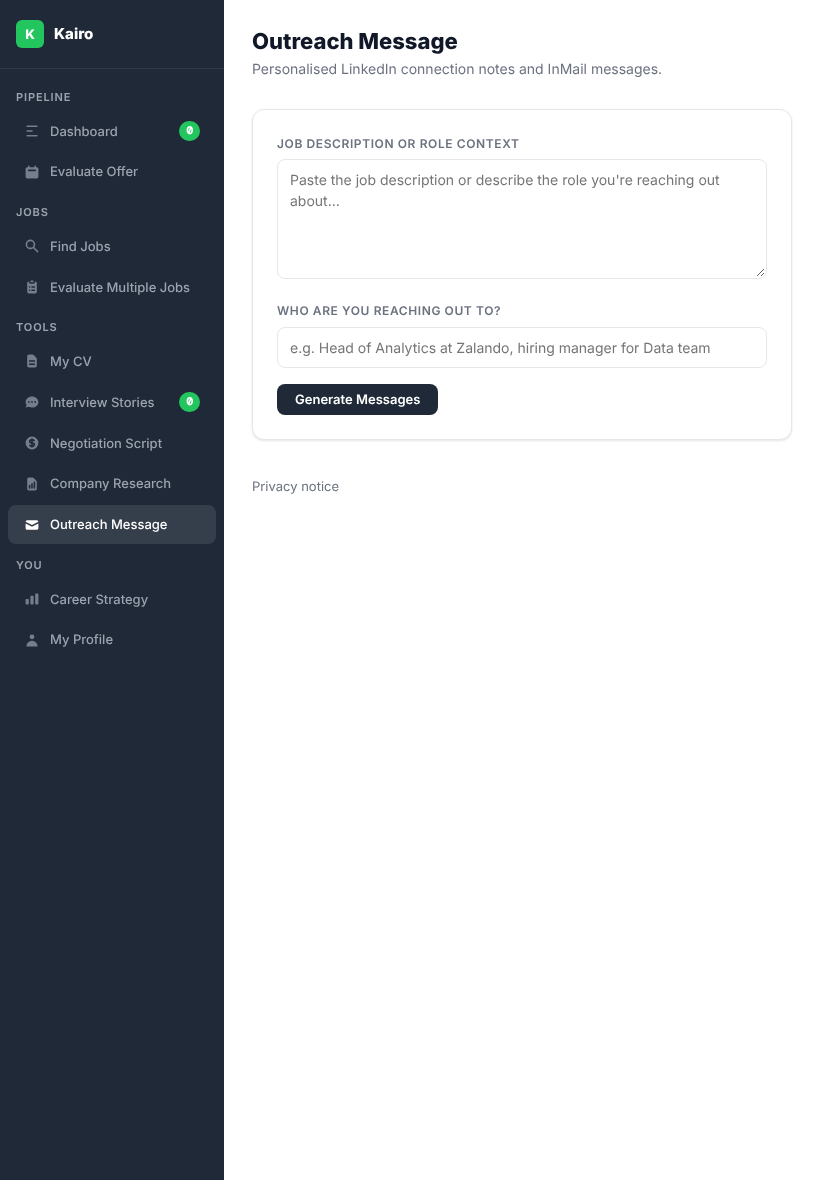 K Kairo
PIPELINE
Dashboard 0
Evaluate Offer
JOBS
Find Jobs
Evaluate Multiple Jobs
TOOLS
My CV
Interview Stories 0
Negotiation Script
Company Research
Outreach Message
YOU
Career Strategy
My Profile
Outreach Message
Personalised LinkedIn connection notes and InMail messages.
JOB DESCRIPTION OR ROLE CONTEXT
Paste the job description or describe the role you're reaching out
about...
WHO ARE YOU REACHING OUT TO?
e.g. Head of Analytics at Zalando, hiring manager for Data team
Generate Messages
Privacy notice